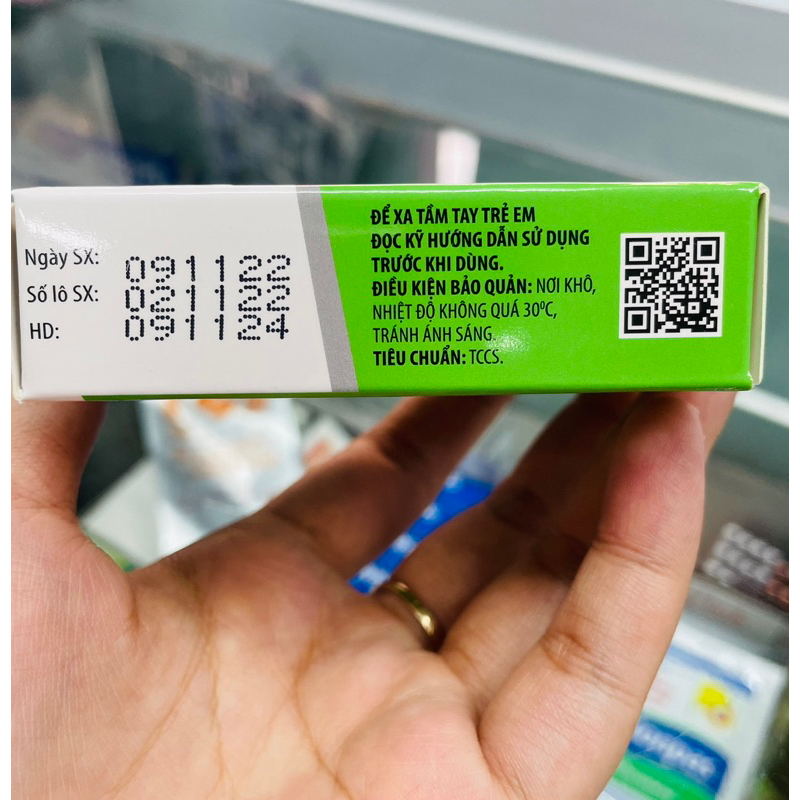 Ngày SX: 091122
Số lô SX: 021122
HD: 091124
ĐỂ XA TẦM TAY TRẺ EM
ĐỌC KỸ HƯỚNG DẪN SỬ DỤNG
TRƯỚC KHI DÙNG.
ĐIỀU KIỆN BẢO QUẢN: NƠI KHÔ,
NHIỆT ĐỘ KHÔNG QUÁ 30⁰C,
TRÁNH ÁNH SÁNG.
TIÊU CHUẨN: TCCS.